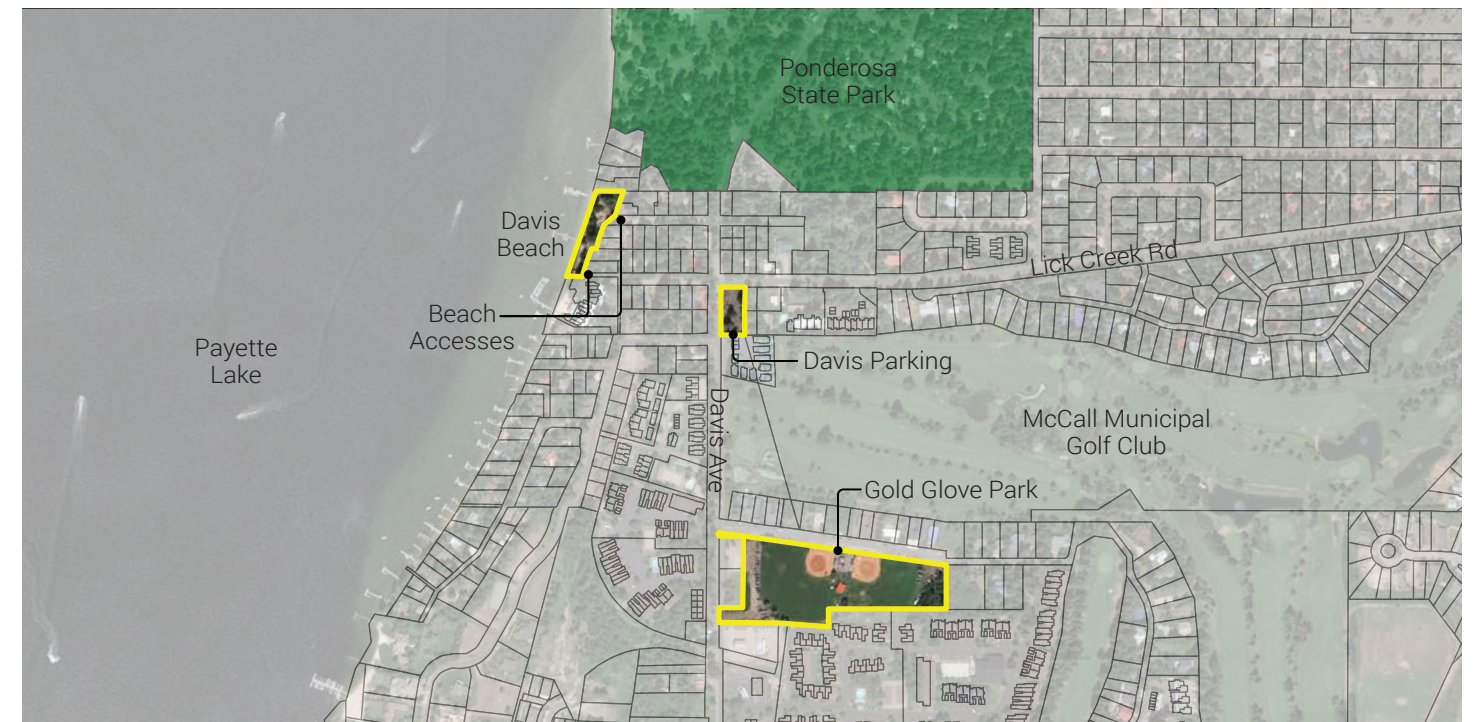 Ponderosa
State Park
Davis
Beach
Lick Creek Rd
Beach
Accesses
Payette
Lake
Davis Parking
Davis Ave
McCall Municipal
Golf Club
Gold Glove Park